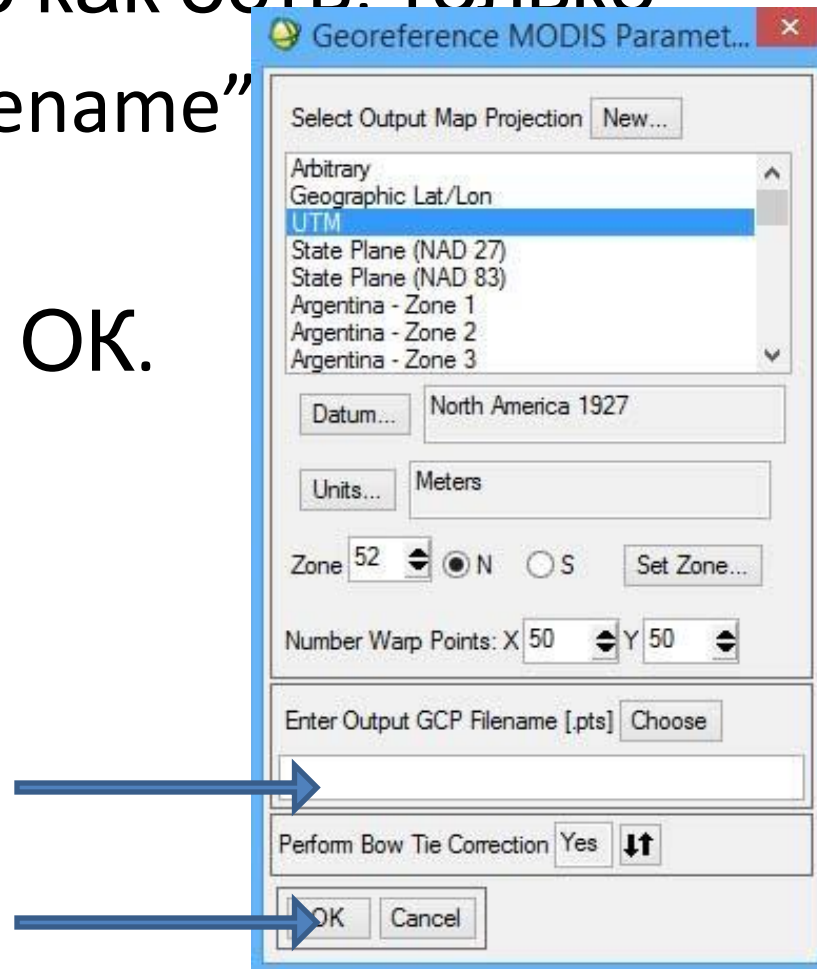 как есть. Только
ename”
ОК.
Georeference MODIS Paramet...
Select Output Map Projection New...
Arbitrary
Geographic Lat/Lon
UTM
State Plane (NAD 27)
State Plane (NAD 83)
Argentina - Zone 1
Argentina - Zone 2
Argentina - Zone 3
Datum... North America 1927
Units... Meters
Zone 52 N S Set Zone...
Number Warp Points: X 50 Y 50
Enter Output GCP Filename [.pts] Choose
Perform Bow Tie Correction Yes
OK Cancel